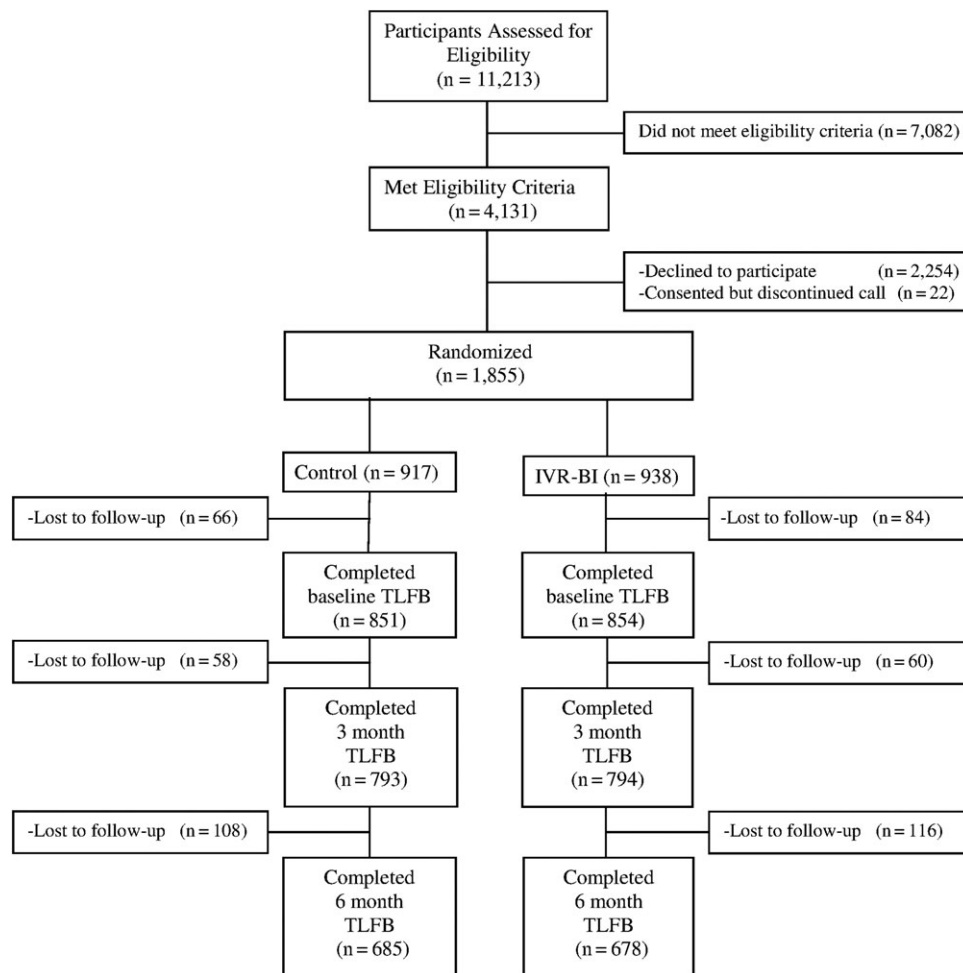 Participants Assessed for
Eligibility
(n = 11,213)
Did not meet eligibility criteria (n = 7,082)
Met Eligibility Criteria
(n = 4,131)
-Declined to participate (n = 2,254)
-Consented but discontinued call (n = 22)
Randomized
(n = 1,855)
Control (n = 917)
IVR-BI (n = 938)
-Lost to follow-up (n = 66)
-Lost to follow-up (n = 84)
Completed
baseline TLFB
(n = 851)
Completed
baseline TLFB
(n = 854)
-Lost to follow-up (n = 58)
-Lost to follow-up (n = 60)
Completed
3 month
TLFB
(n = 793)
Completed
3 month
TLFB
(n = 794)
-Lost to follow-up (n = 108)
-Lost to follow-up (n = 116)
Completed
6 month
TLFB
(n = 685)
Completed
6 month
TLFB
(n = 678)